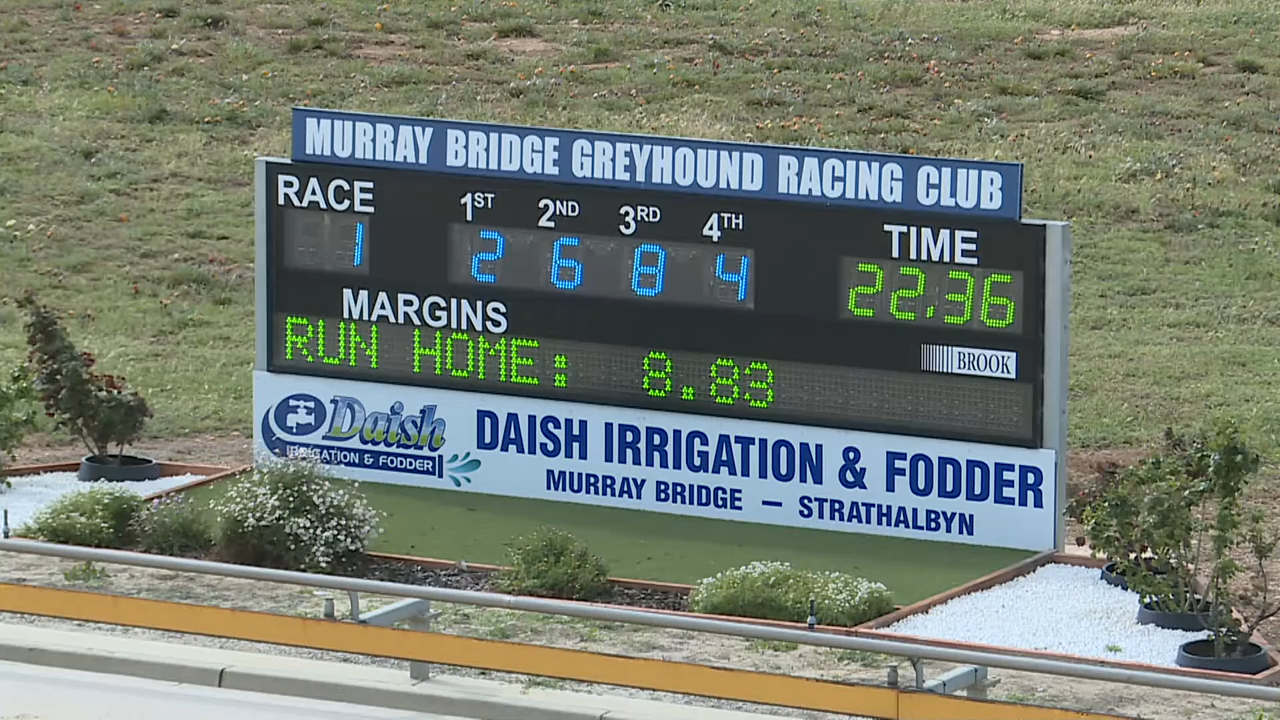 MURRAY BRIDGE GREYHOUND RACING CLUB
RACE 1ST 2ND 3RD 4TH TIME
1 2 6 8 4 22.36
MARGINS
RUN HOME: 8.83
BROOK
Daish
IRRIGATION & FODDER
DAISH IRRIGATION & FODDER
MURRAY BRIDGE – STRATHALBYN